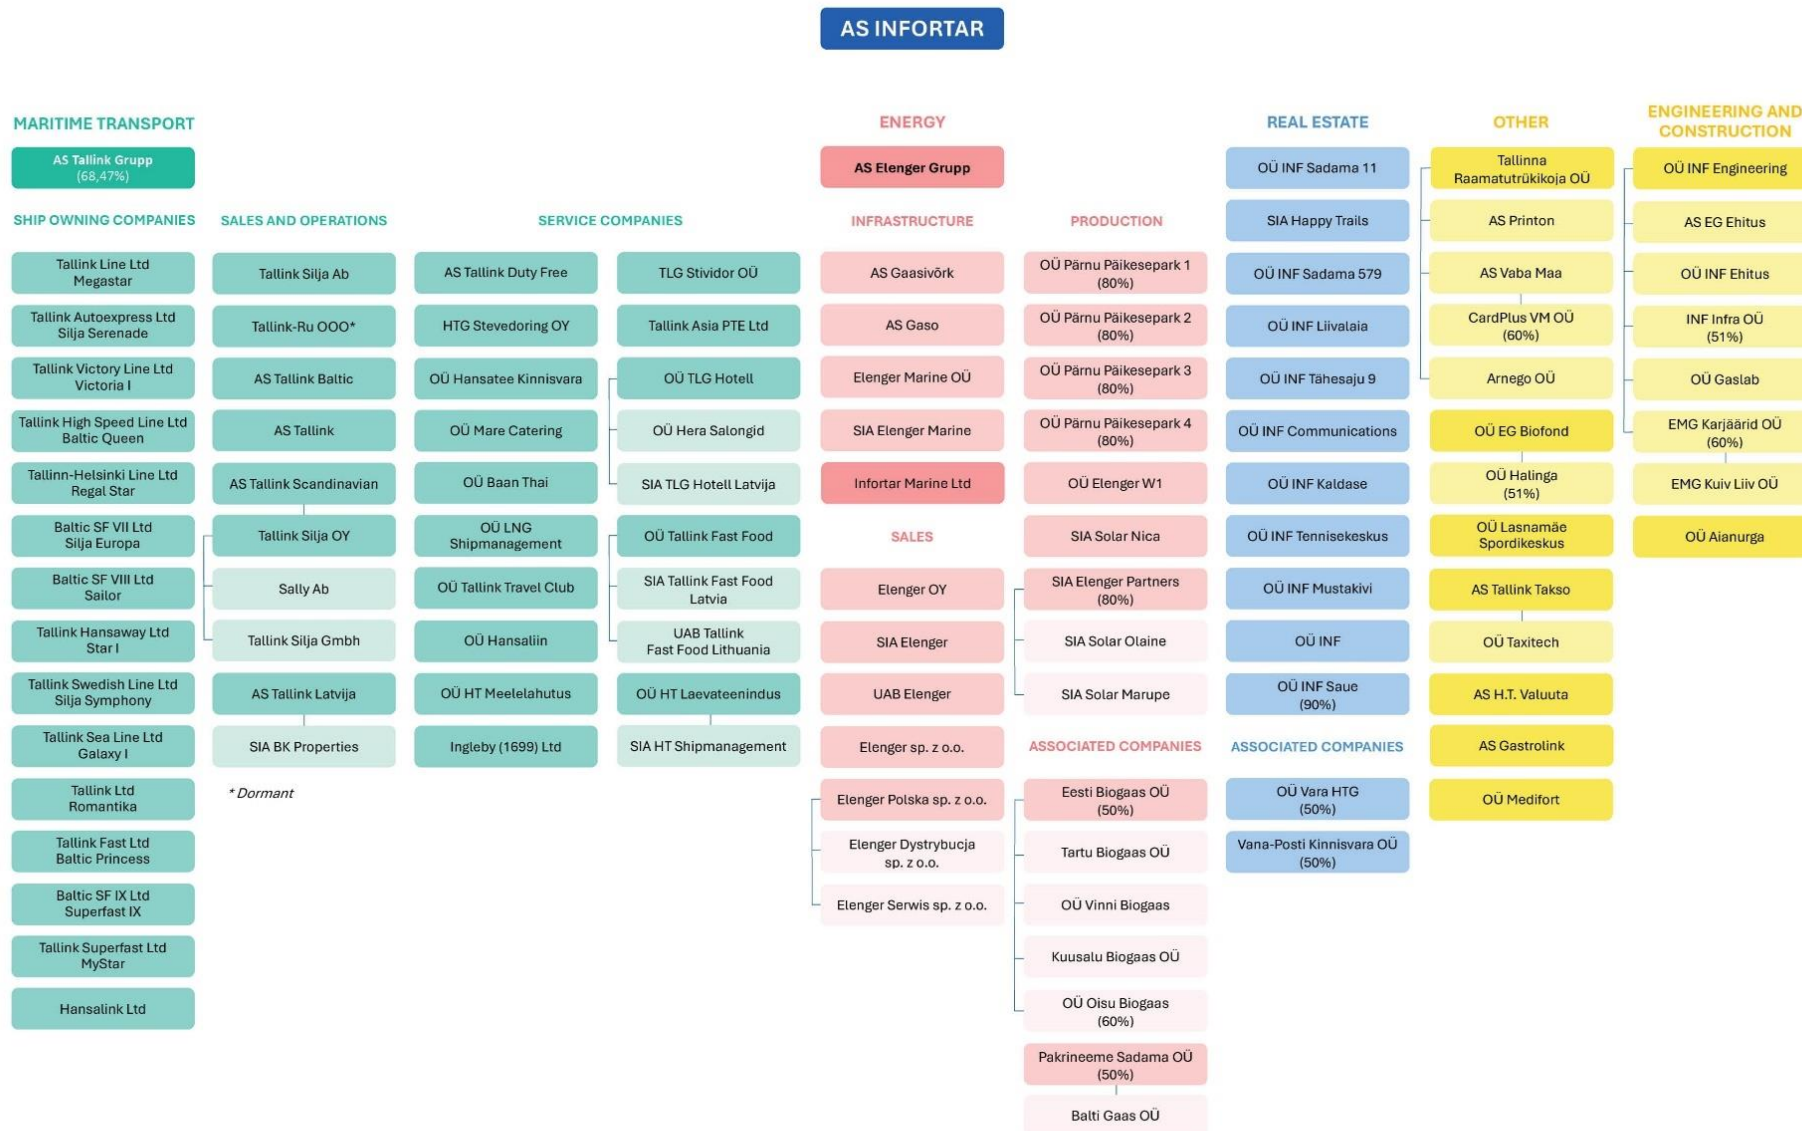 AS INFORTAR
MARITIME TRANSPORT
AS Tallink Grupp
(68,47%)
SHIP OWNING COMPANIES
Tallink Line Ltd
Megastar
Tallink Autoexpress Ltd
Silja Serenade
Tallink Victory Line Ltd
Victoria I
Tallink High Speed Line Ltd
Baltic Queen
Tallinn-Helsinki Line Ltd
Regal Star
Baltic SF VII Ltd
Silja Europa
Baltic SF VIII Ltd
Sailor
Tallink Hansaway Ltd
Star I
Tallink Swedish Line Ltd
Silja Symphony
Tallink Sea Line Ltd
Galaxy I
Tallink Ltd
Romantika
Tallink Fast Ltd
Baltic Princess
Baltic SF IX Ltd
Superfast IX
Tallink Superfast Ltd
MyStar
Hansalink Ltd
SALES AND OPERATIONS
Tallink Silja Ab
Tallink-Ru OOO*
AS Tallink Baltic
AS Tallink
AS Tallink Scandinavian
Tallink Silja OY
Sally Ab
Tallink Silja Gmbh
AS Tallink Latvija
SIA BK Properties
* Dormant
SERVICE COMPANIES
AS Tallink Duty Free
HTG Stevedoring OY
OÜ Hansatee Kinnisvara
OÜ Mare Catering
OÜ Baan Thai
OÜ LNG
Shipmanagement
OÜ Tallink Travel Club
OÜ Hansaliin
OÜ HT Meelelahutus
Ingleby (1699) Ltd
TLG Stividor OÜ
Tallink Asia PTE Ltd
OÜ TLG Hotell
OÜ Hera Salongid
SIA TLG Hotell Latvija
OÜ Tallink Fast Food
SIA Tallink Fast Food
Latvia
UAB Tallink
Fast Food Lithuania
OÜ HT Laevateenindus
SIA HT Shipmanagement
ENERGY
AS Elenger Grupp
INFRASTRUCTURE
AS Gaasivõrk
AS Gaso
Elenger Marine OÜ
SIA Elenger Marine
Infortar Marine Ltd
SALES
Elenger OY
SIA Elenger
UAB Elenger
Elenger sp. z o.o.
Elenger Polska sp. z o.o.
Elenger Dystrybucja
sp. z o.o.
Elenger Serwis sp. z o.o.
PRODUCTION
OÜ Pärnu Päikesepark 1
(80%)
OÜ Pärnu Päikesepark 2
(80%)
OÜ Pärnu Päikesepark 3
(80%)
OÜ Pärnu Päikesepark 4
(80%)
OÜ Elenger W1
SIA Solar Nica
SIA Elenger Partners
(80%)
SIA Solar Olaine
SIA Solar Marupe
ASSOCIATED COMPANIES
Eesti Biogaas OÜ
(50%)
Tartu Biogaas OÜ
OÜ Vinni Biogaas
Kuusalu Biogaas OÜ
OÜ Oisu Biogaas
(60%)
Pakrineeme Sadama OÜ
(50%)
Balti Gaas OÜ
REAL ESTATE
OÜ INF Sadama 11
SIA Happy Trails
OÜ INF Sadama 579
OÜ INF Liivalaia
OÜ INF Tähesaju 9
OÜ INF Communications
OÜ INF Kaldase
OÜ INF Tennisekeskus
OÜ INF Mustakivi
OÜ INF
OÜ INF Saue
(90%)
ASSOCIATED COMPANIES
OÜ Vara HTG
(50%)
Vana-Posti Kinnisvara OÜ
(50%)
OTHER
Tallinna
Raamatutrükikoja OÜ
AS Printon
AS Vaba Maa
CardPlus VM OÜ
(60%)
Arnego OÜ
OÜ EG Biofond
OÜ Halinga
(51%)
OÜ Lasnamäe
Spordikeskus
AS Tallink Takso
OÜ Taxitech
AS H.T. Valuuta
AS Gastrolink
OÜ Medifort
ENGINEERING AND
CONSTRUCTION
OÜ INF Engineering
AS EG Ehitus
OÜ INF Ehitus
INF Infra OÜ
(51%)
OÜ Gaslab
EMG Karjäärid OÜ
(60%)
EMG Kuiv Liiv OÜ
OÜ Aianurga